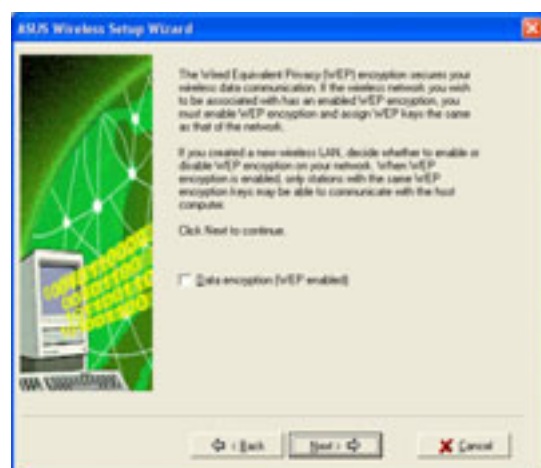 ASUS Wireless Setup Wizard
The Wired Equivalent Privacy (WEP) encryption secures your
wireless data communication. If the wireless network you wish
to be associated with has an enabled WEP encryption, you
must enable WEP encryption and assign WEP keys the same
as that of the network.
If you created a new wireless LAN, decide whether to enable or
disable WEP encryption on your network. When WEP
encryption is enabled, only stations with the same WEP
encryption keys may be able to communicate with the host
computer.
Click Next to continue.
Data encryption (WEP enabled)
< Back Next > Cancel